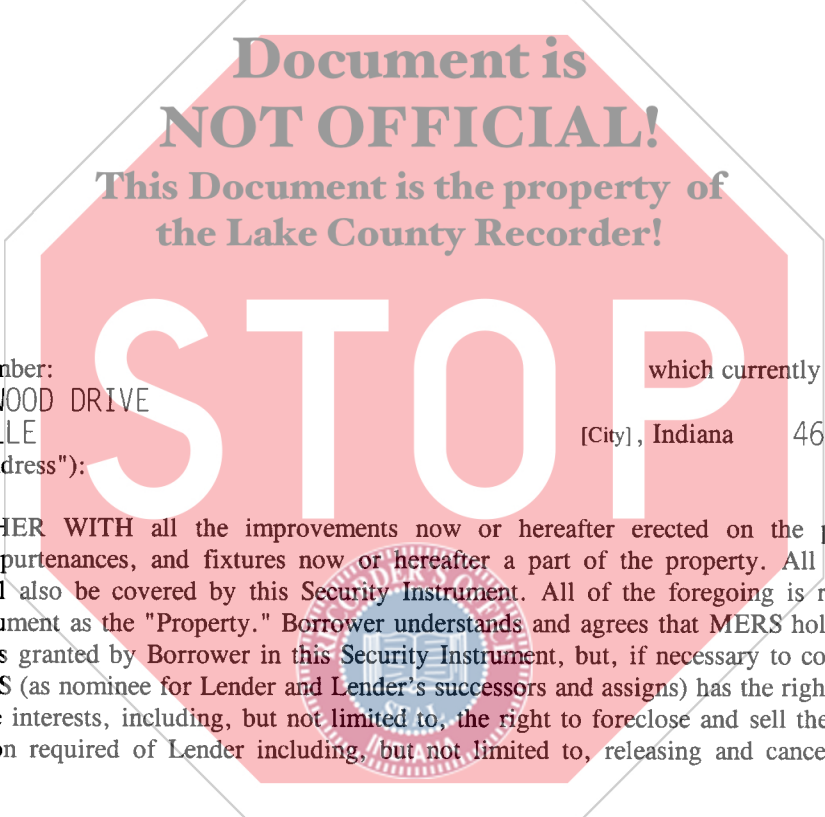 Document is
NOT OFFICIAL!
This Document is the property of
the Lake County Recorder!
STOP
mber: which currently
WOOD DRIVE
LLE [City] , Indiana 46
dress"):
HER WITH all the improvements now or hereafter erected on the
purtenances, and fixtures now or hereafter a part of the property. All
l also be covered by this Security Instrument. All of the foregoing is r
ument as the "Property." Borrower understands and agrees that MERS hol
s granted by Borrower in this Security Instrument, but, if necessary to co
S (as nominee for Lender and Lender's successors and assigns) has the righ
e interests, including, but not limited to, the right to foreclose and sell the
on required of Lender including, but not limited to, releasing and cance
RECORDER'S OFFICE
SEAL
INDIANA